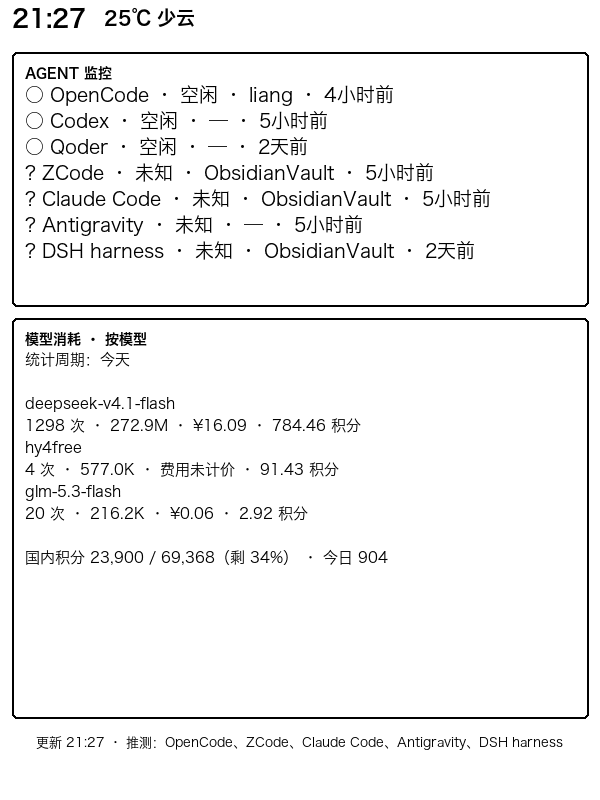 21:27 25℃ 少云
AGENT 监控
○ OpenCode · 空闲 · liang · 4小时前
○ Codex · 空闲 · — · 5小时前
○ Qoder · 空闲 · — · 2天前
? ZCode · 未知 · ObsidianVault · 5小时前
? Claude Code · 未知 · ObsidianVault · 5小时前
? Antigravity · 未知 · — · 5小时前
? DSH harness · 未知 · ObsidianVault · 2天前
模型消耗 · 按模型
统计周期：今天
deepseek-v4.1-flash
1298 次 · 272.9M · ¥16.09 · 784.46 积分
hy4free
4 次 · 577.0K · 费用未计价 · 91.43 积分
glm-5.3-flash
20 次 · 216.2K · ¥0.06 · 2.92 积分
国内积分 23,900 / 69,368（剩 34%） · 今日 904
更新 21:27 · 推测：OpenCode、ZCode、Claude Code、Antigravity、DSH harness